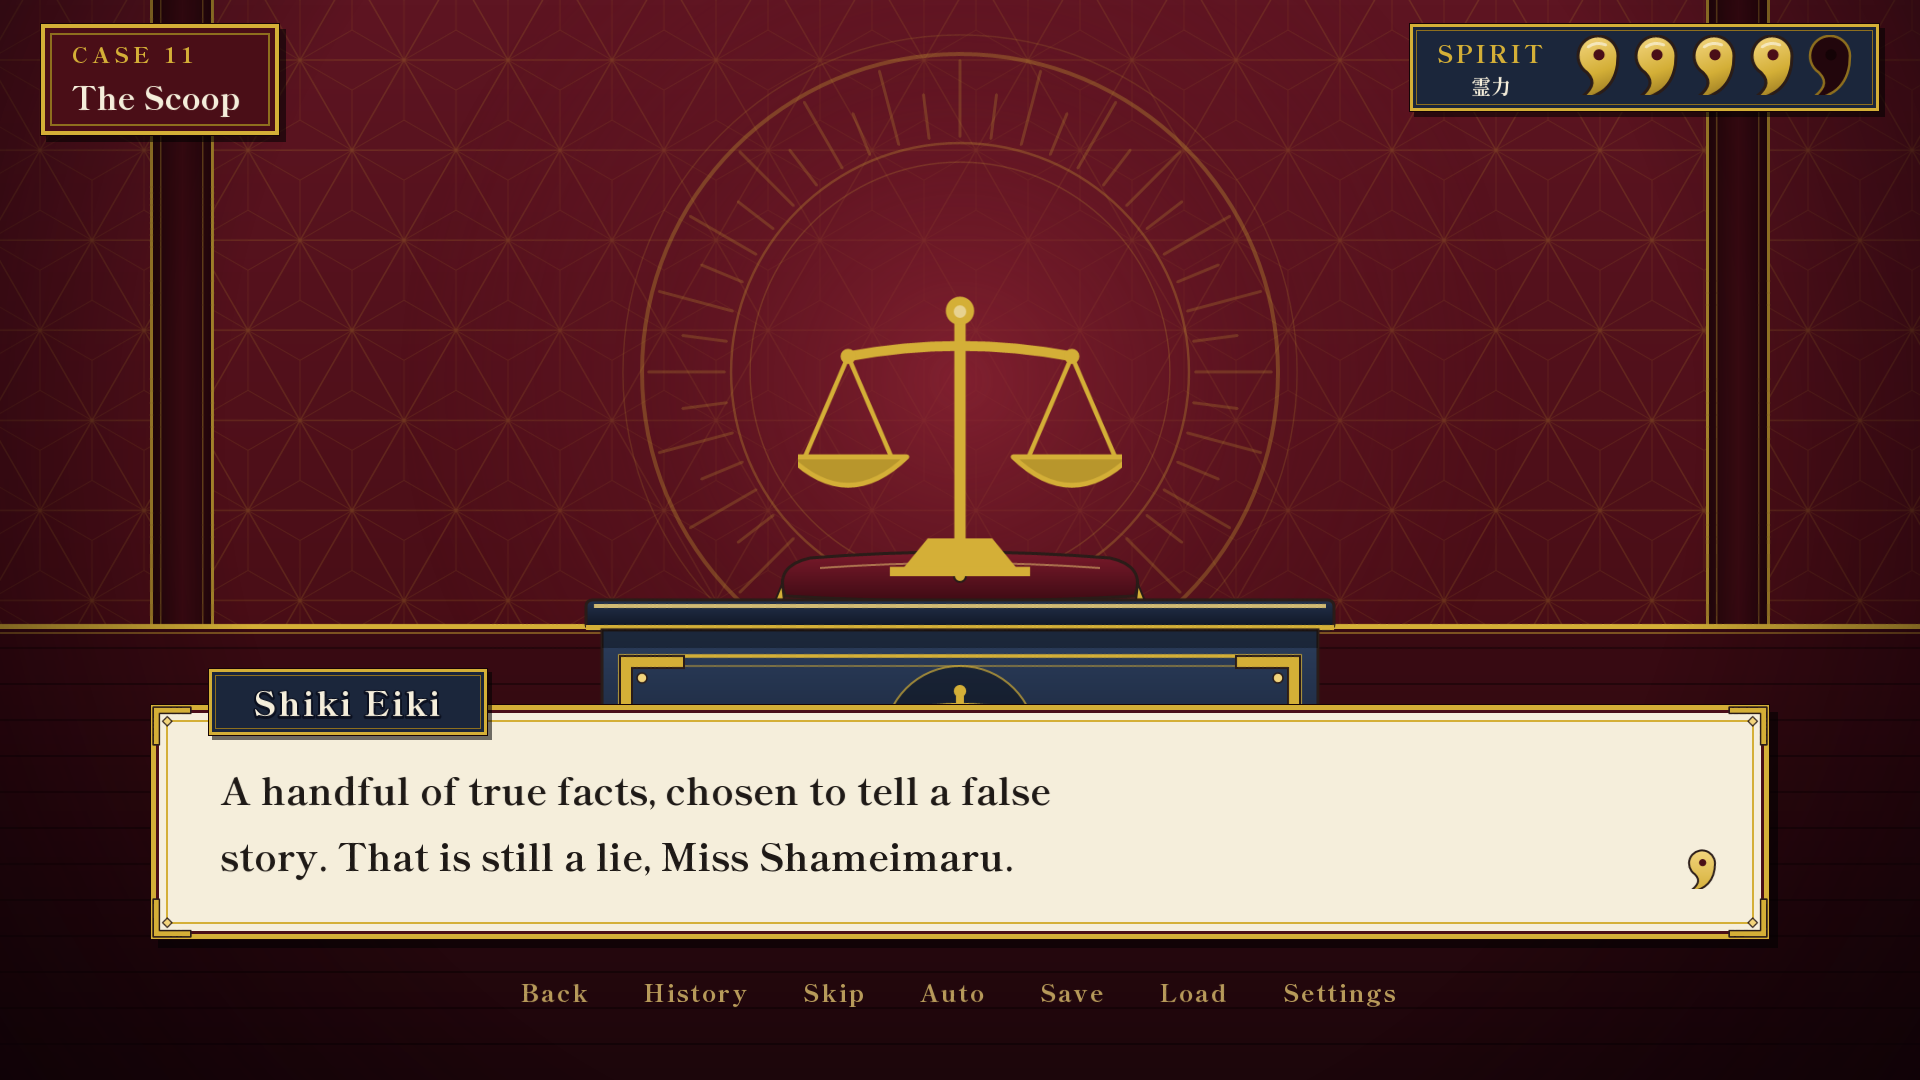 CASE 11
The Scoop
SPIRIT
霊力
Shiki Eiki
A handful of true facts, chosen to tell a false
story. That is still a lie, Miss Shameimaru.
Back History Skip Auto Save Load Settings